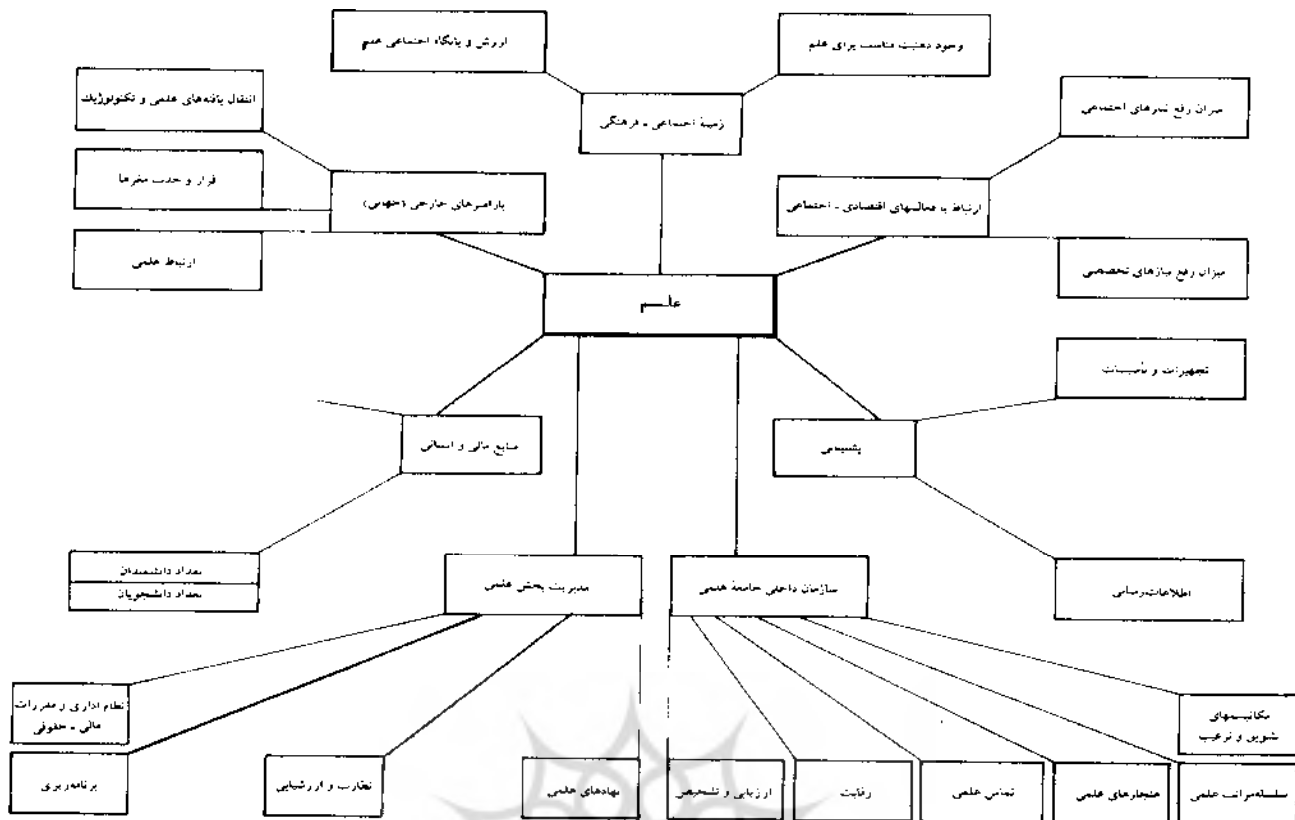 ارزش و پایگاه اجتماعی علم
وجود ذهنیت مناسب برای علم
انتقال یافته‌های علمی و تکنولوژیک
زمینهٔ اجتماعی ـ فرهنگی
میزان رفع نیازهای اجتماعی
فرار و جذب مغزها
پارامترهای خارجی (جهانی)
ارتباط با فعالیتهای اقتصادی ـ اجتماعی
ارتباط علمی
میزان رفع نیازهای تخصصی
علـــم
تجهیزات و تأسیسات
منابع مالی و انسانی
پشتیبانی
تعداد دانشمندان
تعداد دانشجویان
مدیریت بخش علمی
سازمان داخلی جامعهٔ علمی
اطلاعات‌رسانی
نظام اداری و مقررات
مالی ـ حقوقی
مکانیسمهای
تشویق و ترغیب
برنامه‌ریزی
نظارت و ارزشیابی
نهادهای علمی
ارزیابی و تشخیص
رقابت
تماس علمی
هنجارهای علمی
سلسله‌مراتب علمی